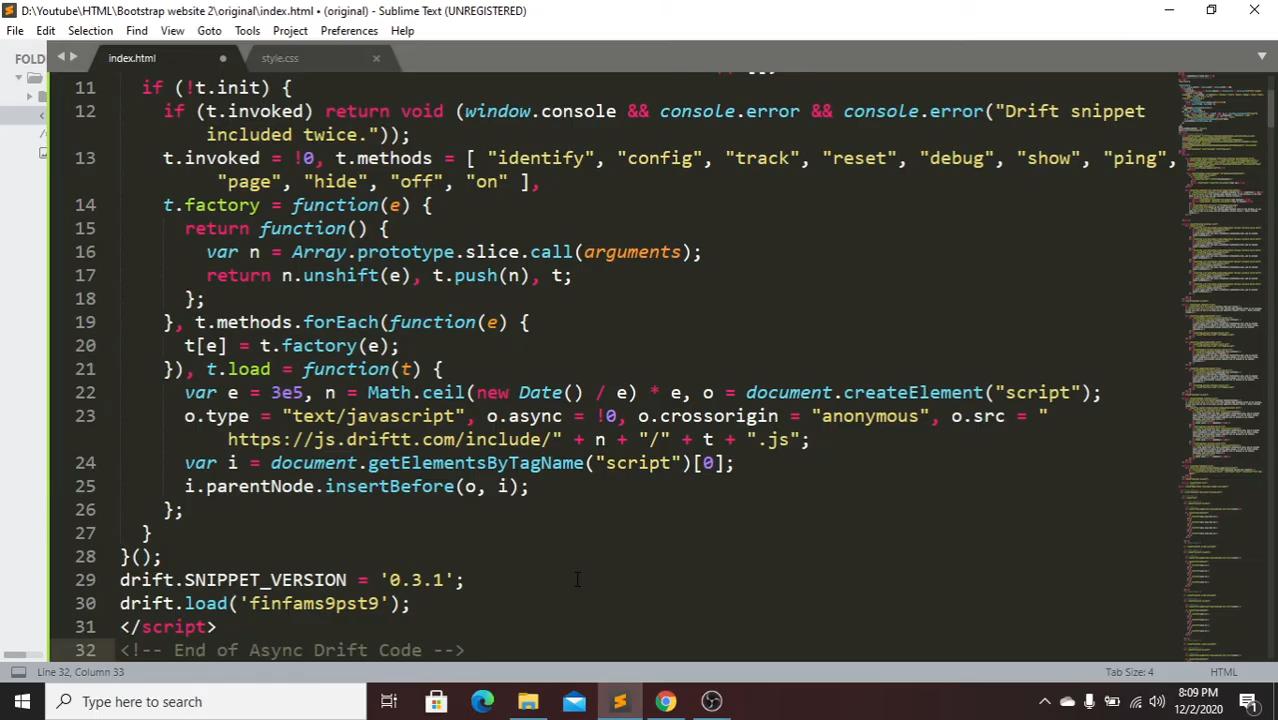 D:\Youtube\HTML\Bootstrap website 2\original\index.html • (original) - Sublime Text (UNREGISTERED)
File Edit Selection Find View Goto Tools Project Preferences Help
FOLD
index.html
style.css
11 if (!t.init) {
12 if (t.invoked) return void (window.console && console.error && console.error("Drift snippet
included twice."));
13 t.invoked = !0, t.methods = [ "identify", "config", "track", "reset", "debug", "show", "ping",
"page", "hide", "off", "on" ],
14 t.factory = function(e) {
15 return function() {
16 var n = Array.prototype.slice.call(arguments);
17 return n.unshift(e), t.push(n), t;
18 };
19 }, t.methods.forEach(function(e) {
20 t[e] = t.factory(e);
21 }), t.load = function(t) {
22 var e = 3e5, n = Math.ceil(new Date() / e) * e, o = document.createElement("script");
23 o.type = "text/javascript", o.async = !0, o.crossorigin = "anonymous", o.src = "
https://js.driftt.com/include/" + n + "/" + t + ".js";
24 var i = document.getElementsByTagName("script")[0];
25 i.parentNode.insertBefore(o, i);
26 };
27 }
28 }();
29 drift.SNIPPET_VERSION = '0.3.1';
30 drift.load('finfams9pst9');
31 </script>
32 <!-- End of Async Drift Code -->
Line 32, Column 33
Tab Size: 4
HTML
Type here to search
8:09 PM
12/2/2020
1